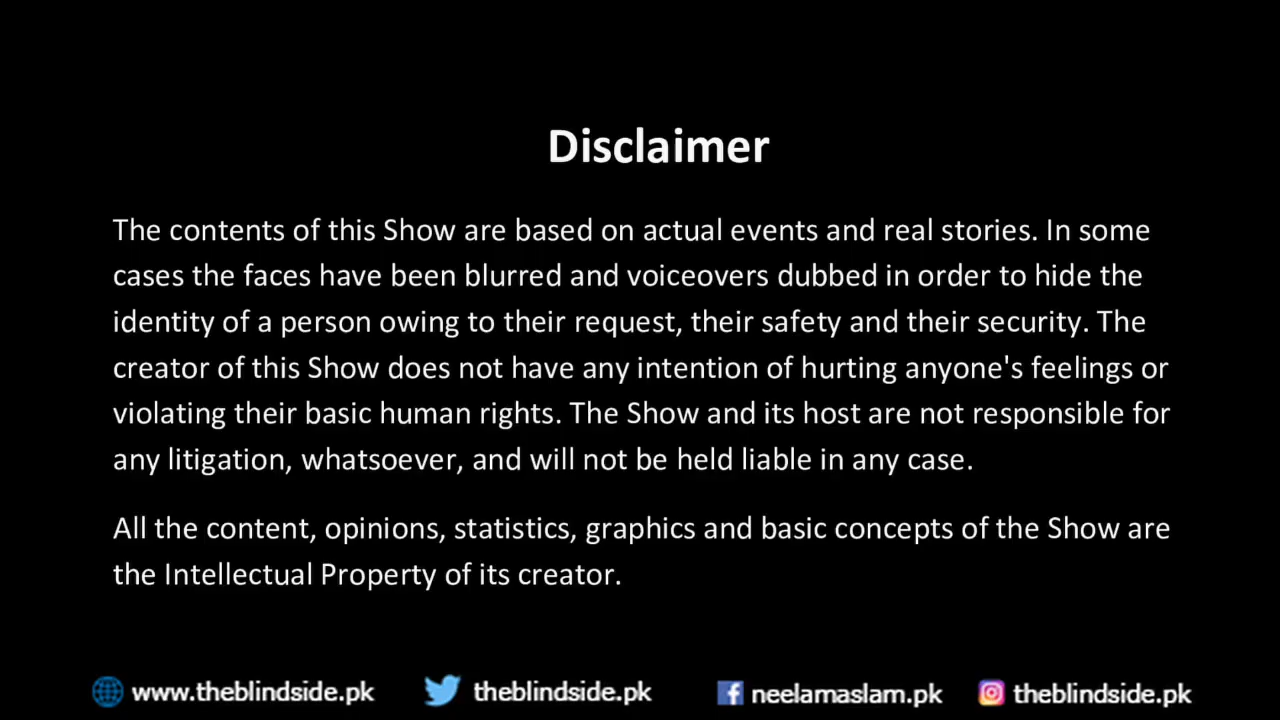 Disclaimer
The contents of this Show are based on actual events and real stories. In some
cases the faces have been blurred and voiceovers dubbed in order to hide the
identity of a person owing to their request, their safety and their security. The
creator of this Show does not have any intention of hurting anyone's feelings or
violating their basic human rights. The Show and its host are not responsible for
any litigation, whatsoever, and will not be held liable in any case.
All the content, opinions, statistics, graphics and basic concepts of the Show are
the Intellectual Property of its creator.
www.theblindside.pk theblindside.pk neelamaslam.pk theblindside.pk